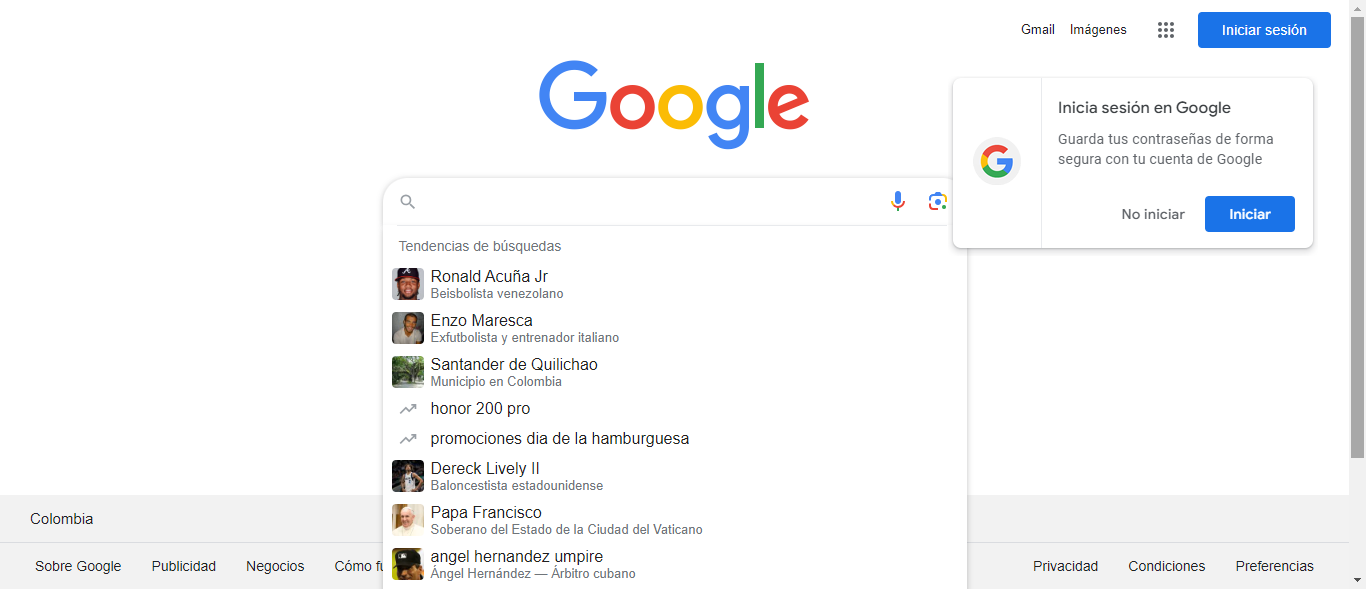 Gmail Imágenes Iniciar sesión
Google
Inicia sesión en Google
Guarda tus contraseñas de forma
segura con tu cuenta de Google
No iniciar Iniciar
Tendencias de búsquedas
Ronald Acuña Jr
Beisbolista venezolano
Enzo Maresca
Exfutbolista y entrenador italiano
Santander de Quilichao
Municipio en Colombia
honor 200 pro
promociones dia de la hamburguesa
Dereck Lively II
Baloncestista estadounidense
Papa Francisco
Soberano del Estado de la Ciudad del Vaticano
angel hernandez umpire
Ángel Hernández — Árbitro cubano
Colombia
Sobre Google Publicidad Negocios Cómo Privacidad Condiciones Preferencias